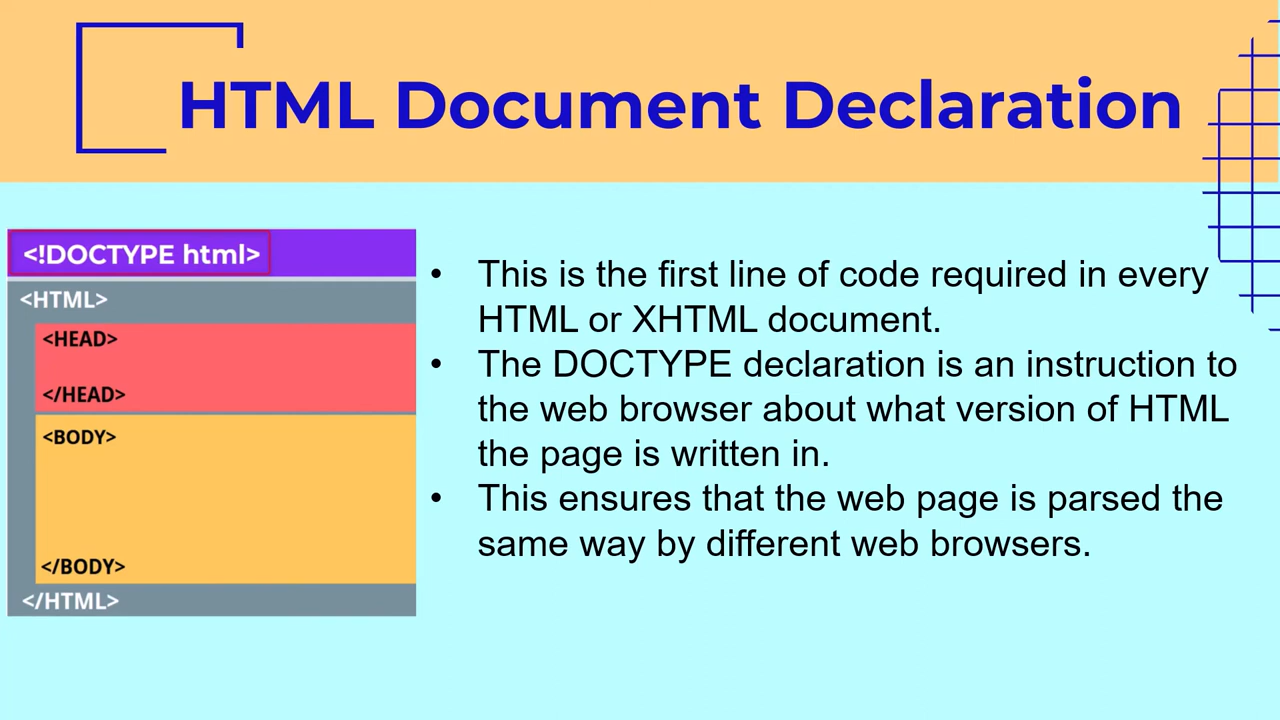 HTML Document Declaration
<!DOCTYPE html>
<HTML>
<HEAD>
</HEAD>
<BODY>
</BODY>
</HTML>
• This is the first line of code required in every
HTML or XHTML document.
• The DOCTYPE declaration is an instruction to
the web browser about what version of HTML
the page is written in.
• This ensures that the web page is parsed the
same way by different web browsers.